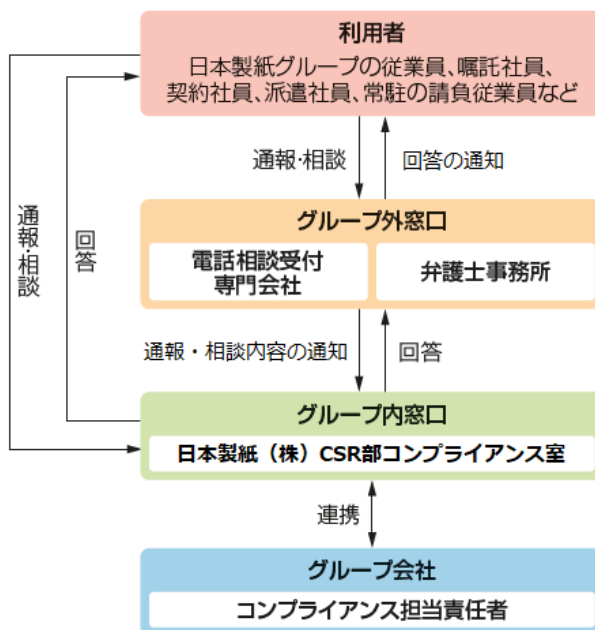 利用者
日本製紙グループの従業員、嘱託社員、
契約社員、派遣社員、常駐の請負従業員など
通報·相談
回答の通知
通報·相談
回答
グループ外窓口
電話相談受付
専門会社
弁護士事務所
通報・相談内容の通知
回答
グループ内窓口
日本製紙（株）CSR部コンプライアンス室
連携
グループ会社
コンプライアンス担当責任者